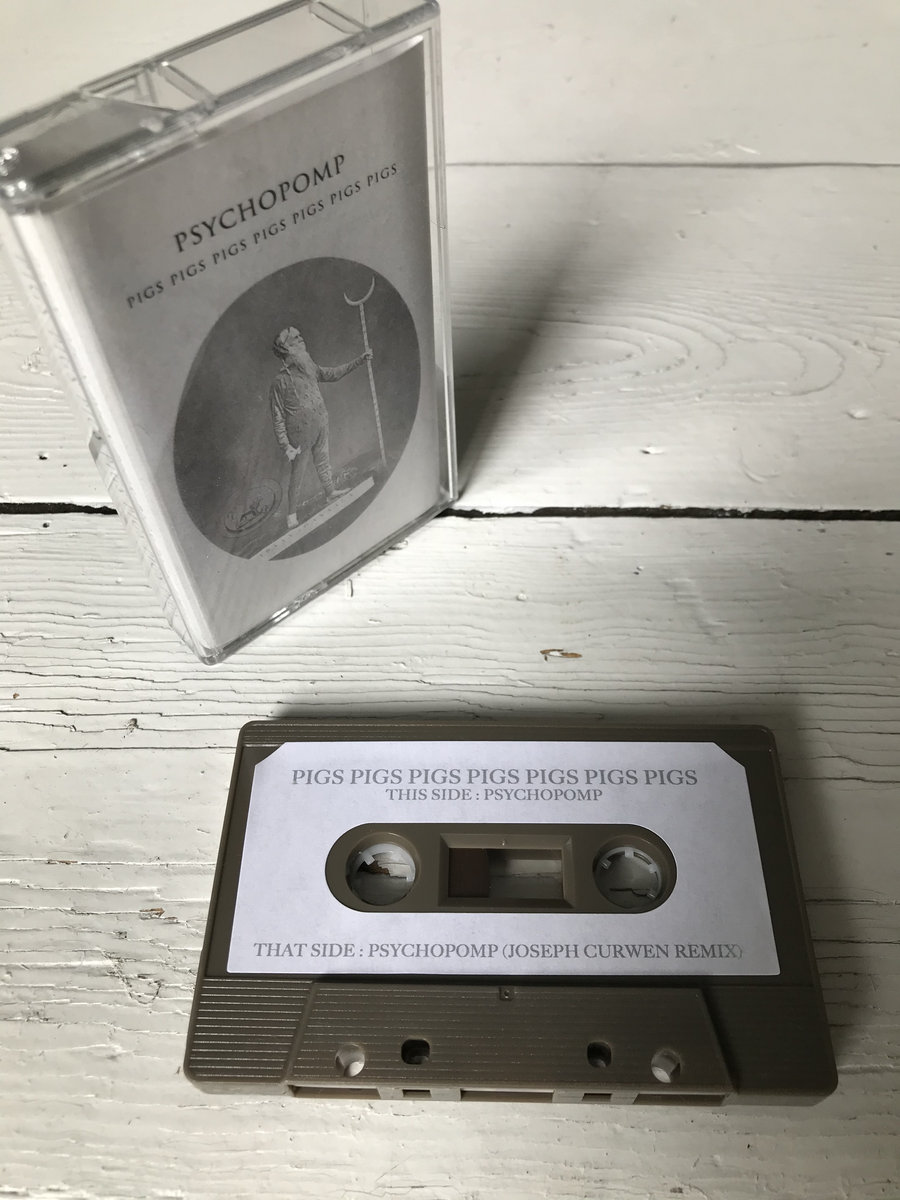 PSYCHOPOMP
PIGS PIGS PIGS PIGS PIGS PIGS PIGS
PIGS PIGS PIGS PIGS PIGS PIGS PIGS
THIS SIDE : PSYCHOPOMP
THAT SIDE : PSYCHOPOMP (JOSEPH CURWEN REMIX)